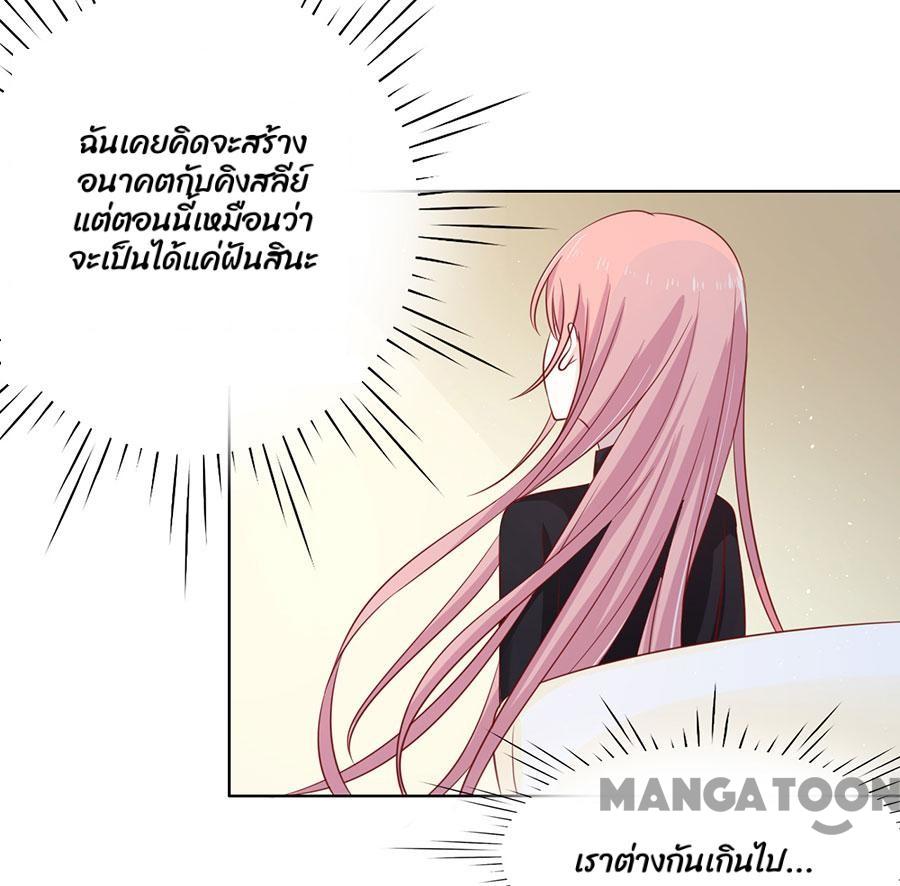 ฉันเคยคิดจะสร้าง
อนาคตกับคิงสลีย์
แต่ตอนนี้เหมือนว่า
จะเป็นได้แค่ฝันสินะ
MANGATOON
เราต่างกันเกินไป...